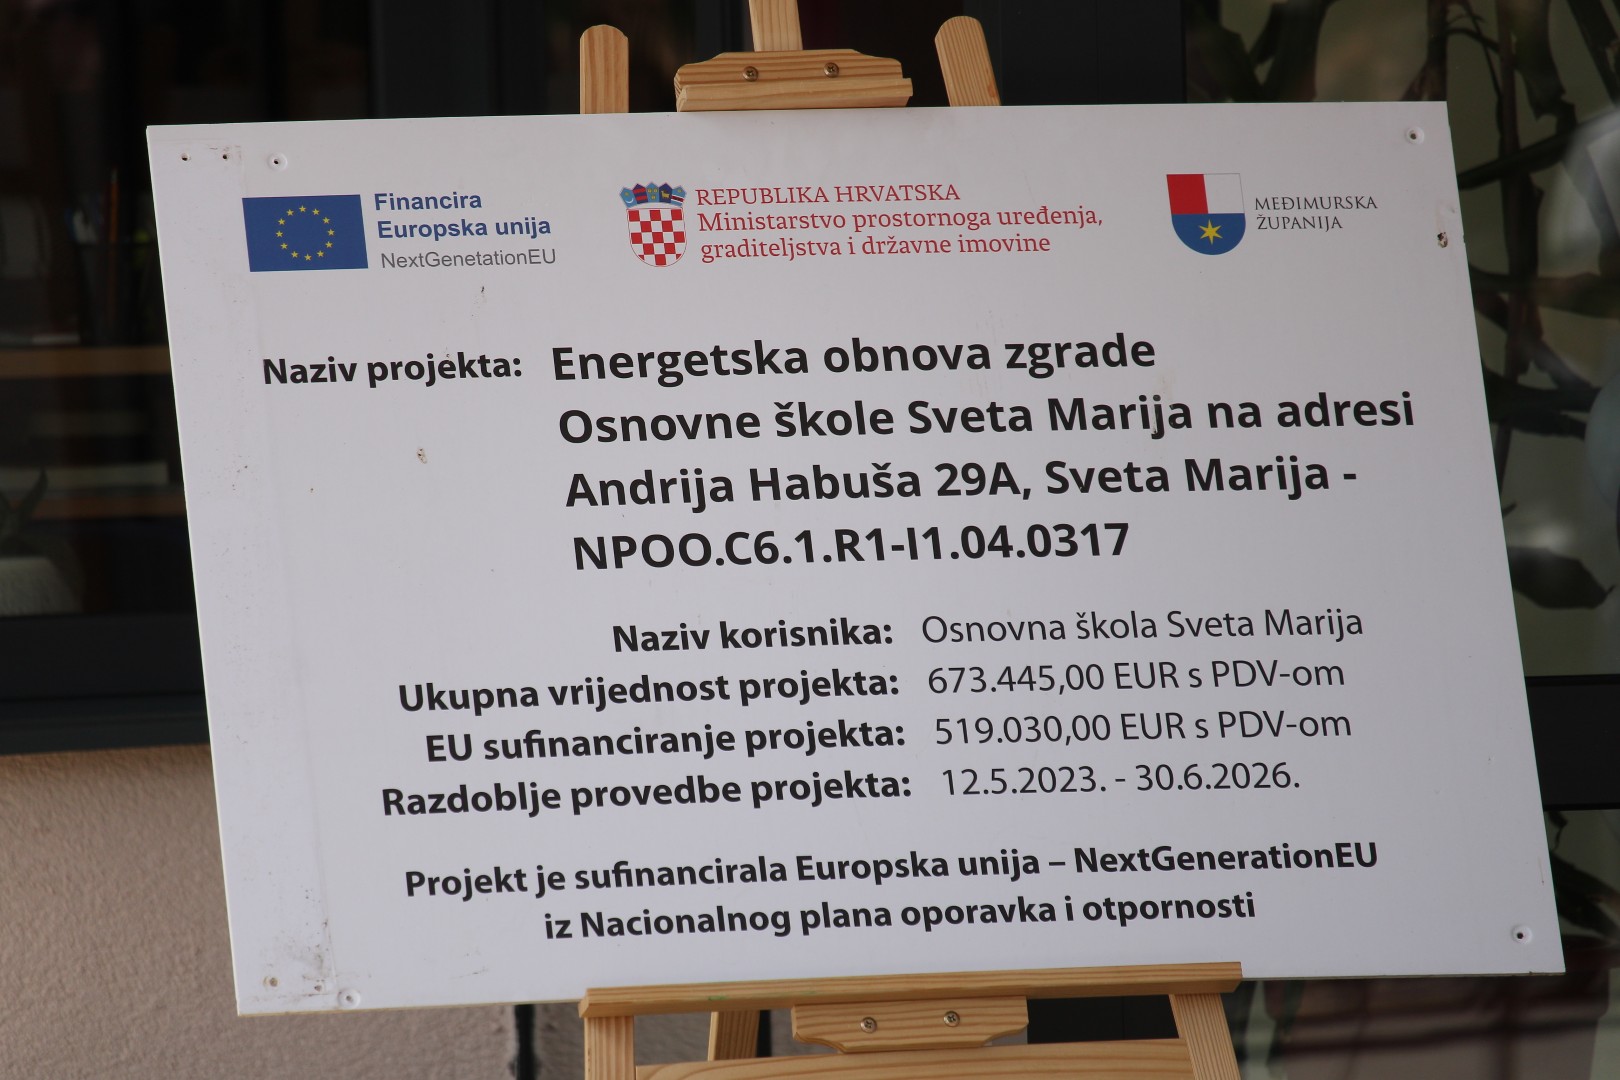 Financira
Europska unija
NextGenetationEU
REPUBLIKA HRVATSKA
Ministarstvo prostornoga uređenja,
graditeljstva i državne imovine
MEĐIMURSKA
ŽUPANIJA
Naziv projekta: Energetska obnova zgrade
Osnovne škole Sveta Marija na adresi
Andrija Habuša 29A, Sveta Marija -
NPOO.C6.1.R1-I1.04.0317
Naziv korisnika: Osnovna škola Sveta Marija
Ukupna vrijednost projekta: 673.445,00 EUR s PDV-om
EU sufinanciranje projekta: 519.030,00 EUR s PDV-om
Razdoblje provedbe projekta: 12.5.2023. - 30.6.2026.
Projekt je sufinancirala Europska unija – NextGenerationEU
iz Nacionalnog plana oporavka i otpornosti